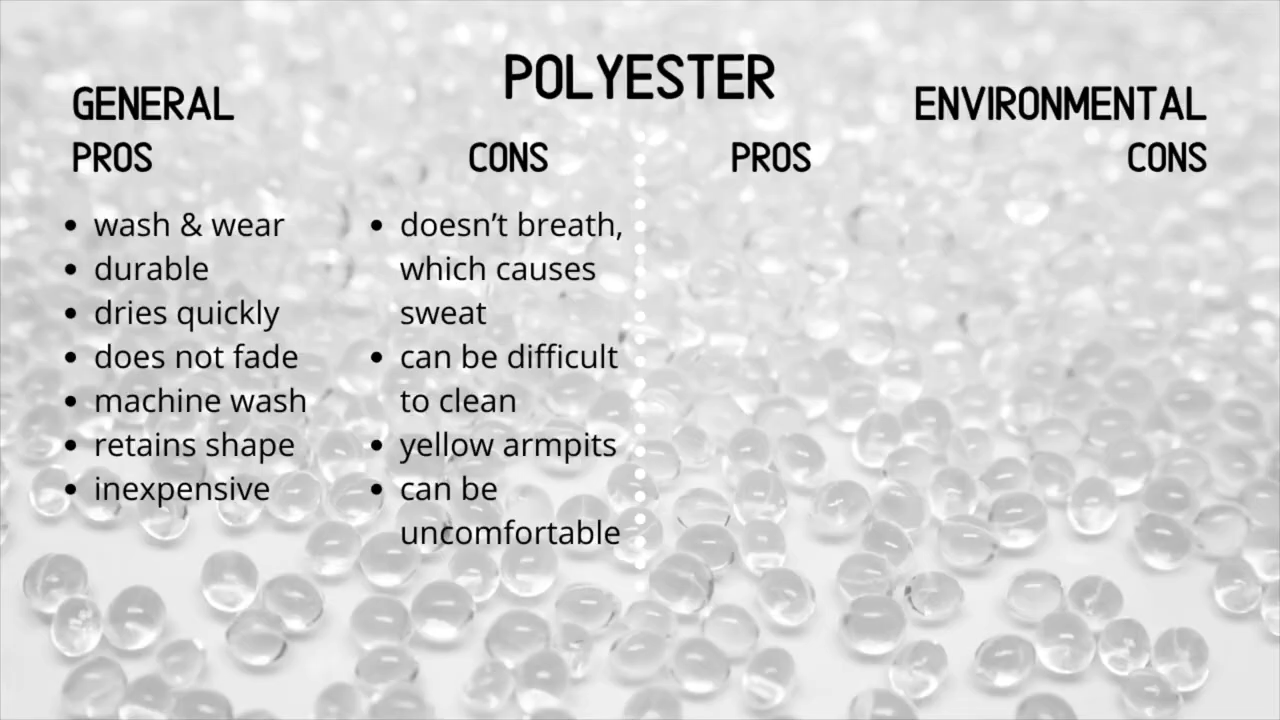 POLYESTER
GENERAL
PROS
CONS
• wash & wear
• durable
• dries quickly
• does not fade
• machine wash
• retains shape
• inexpensive
• doesn’t breath,
which causes
sweat
• can be difficult
to clean
• yellow armpits
• can be
uncomfortable
ENVIRONMENTAL
PROS
CONS